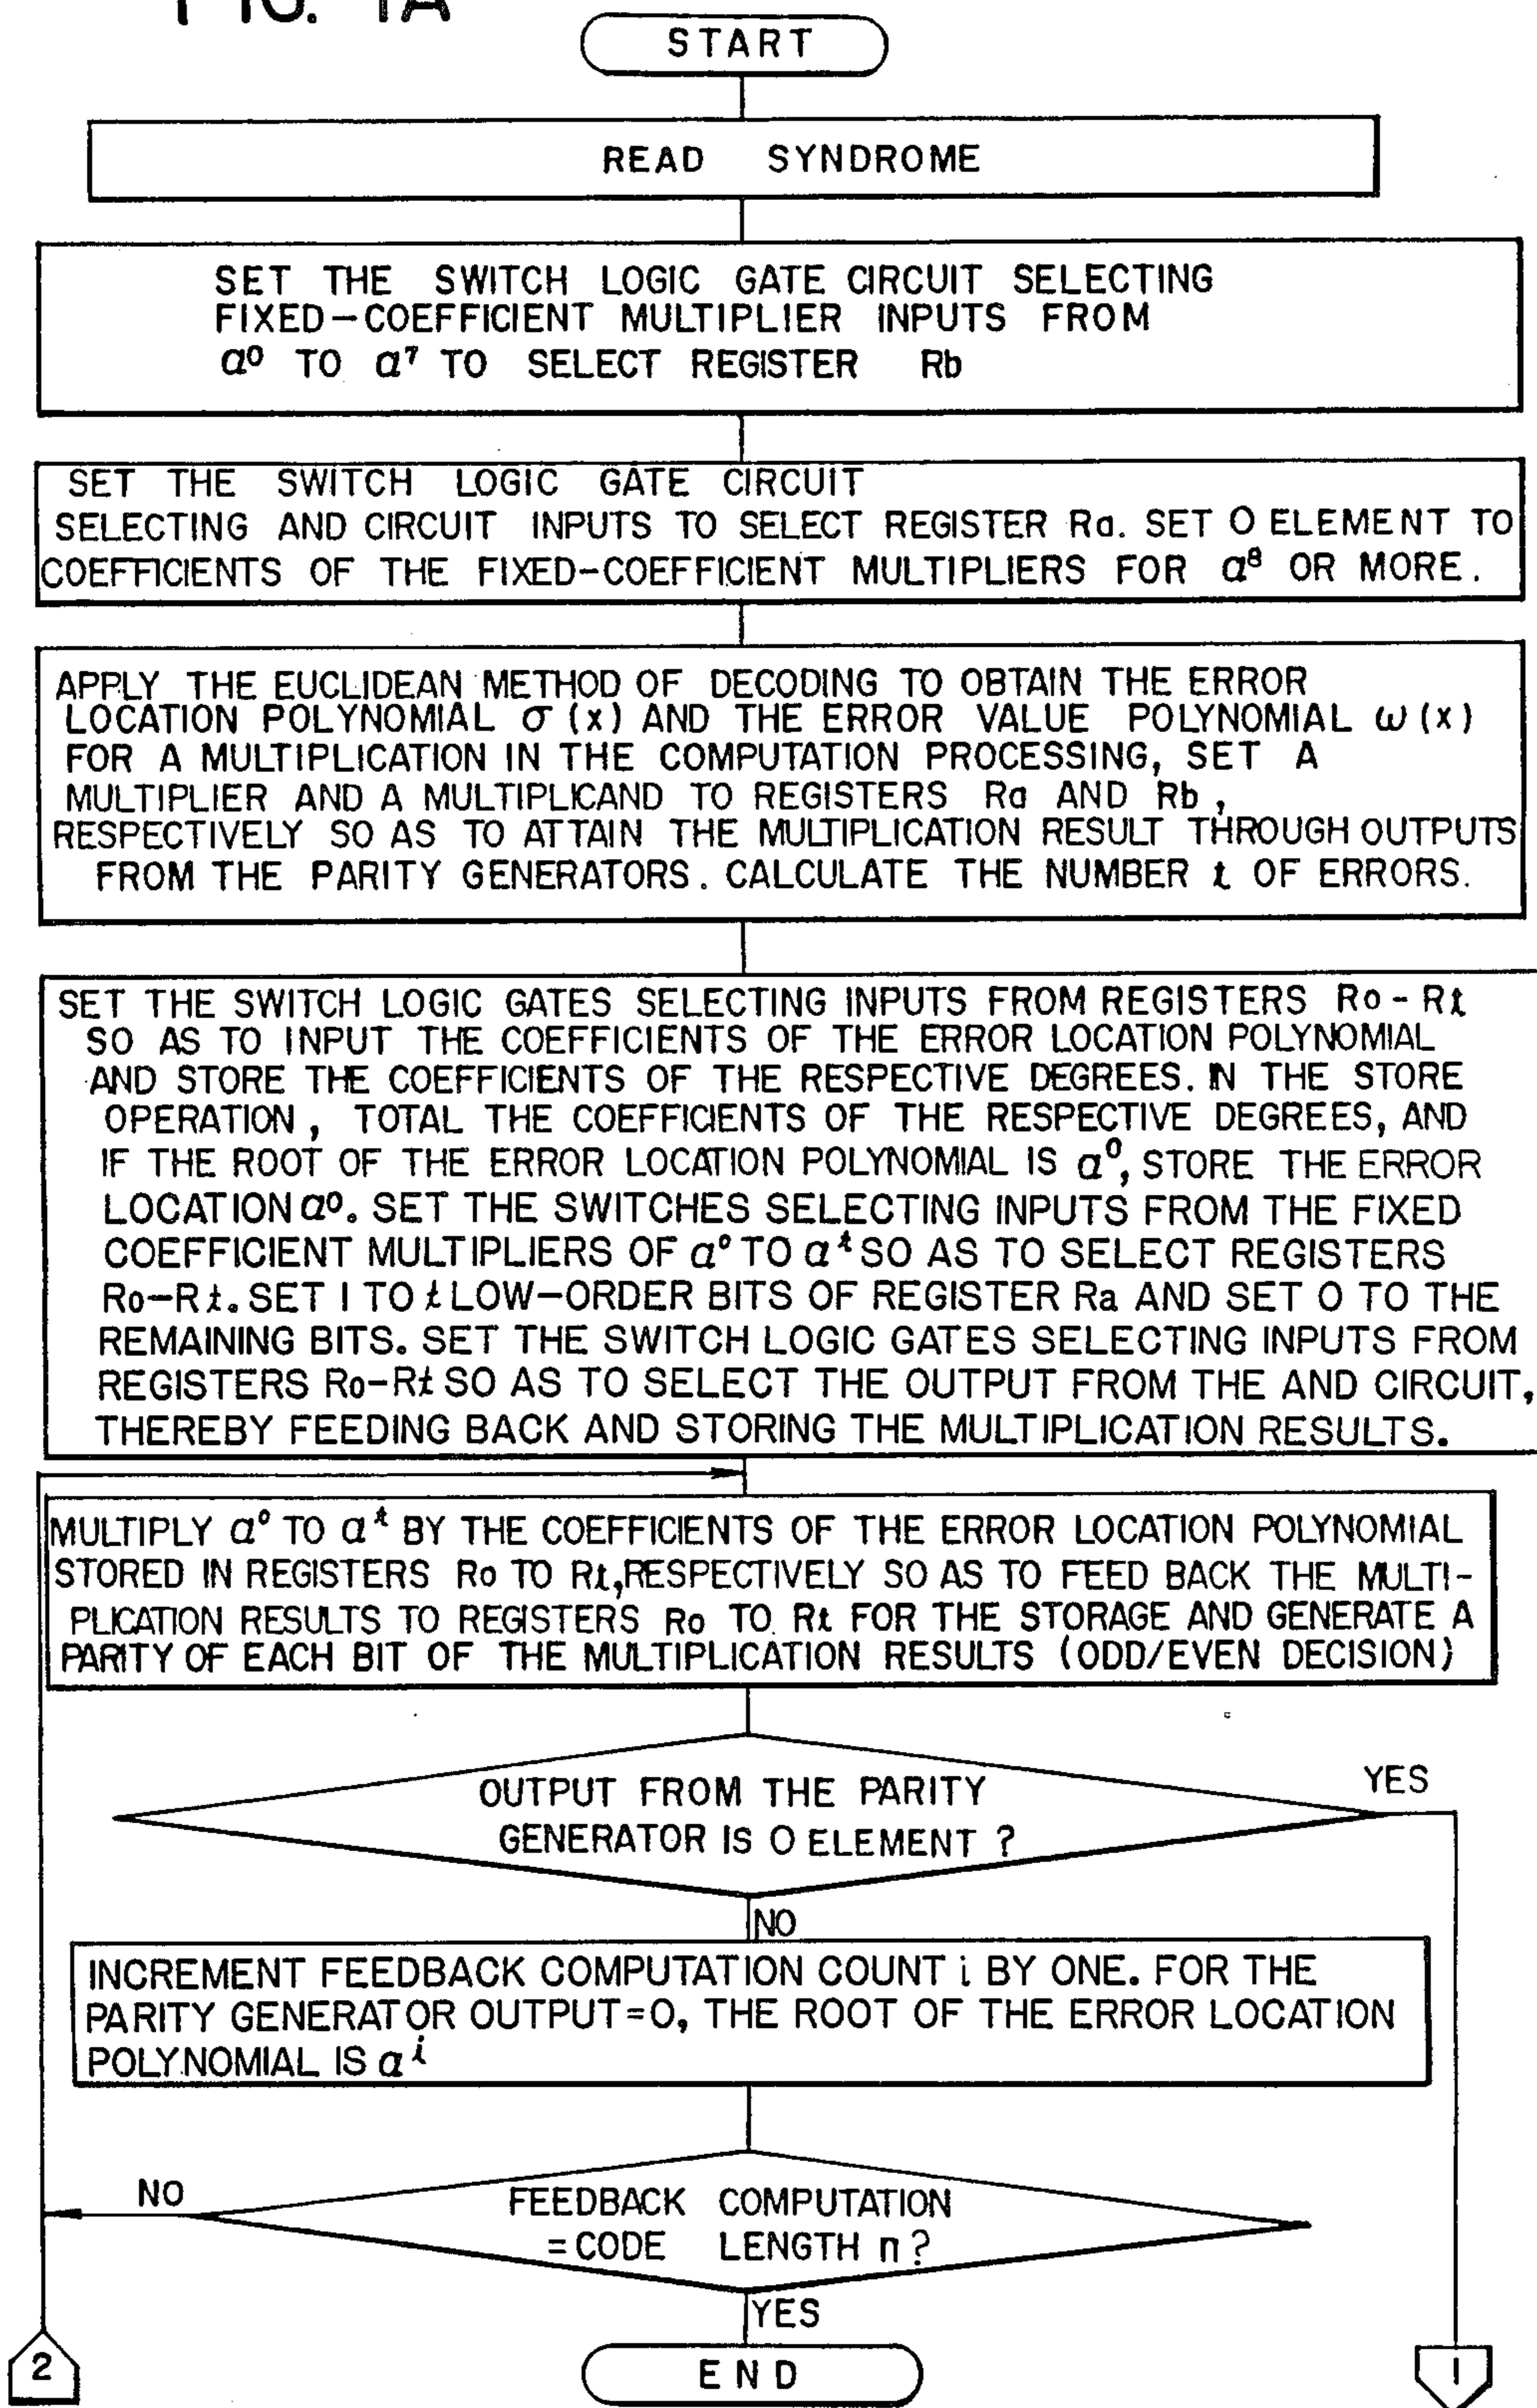 FIG. 1A
START
READ SYNDROME
SET THE SWITCH LOGIC GATE CIRCUIT SELECTING
FIXED-COEFFICIENT MULTIPLIER INPUTS FROM
α⁰ TO α⁷ TO SELECT REGISTER Rb
SET THE SWITCH LOGIC GATE CIRCUIT
SELECTING AND CIRCUIT INPUTS TO SELECT REGISTER Ra. SET 0 ELEMENT TO
COEFFICIENTS OF THE FIXED-COEFFICIENT MULTIPLIERS FOR α⁸ OR MORE.
APPLY THE EUCLIDEAN METHOD OF DECODING TO OBTAIN THE ERROR
LOCATION POLYNOMIAL σ (x) AND THE ERROR VALUE POLYNOMIAL ω (x)
FOR A MULTIPLICATION IN THE COMPUTATION PROCESSING, SET A
MULTIPLIER AND A MULTIPLICAND TO REGISTERS Ra AND Rb,
RESPECTIVELY SO AS TO ATTAIN THE MULTIPLICATION RESULT THROUGH OUTPUTS
FROM THE PARITY GENERATORS. CALCULATE THE NUMBER t OF ERRORS.
SET THE SWITCH LOGIC GATES SELECTING INPUTS FROM REGISTERS Ro - Rt
SO AS TO INPUT THE COEFFICIENTS OF THE ERROR LOCATION POLYNOMIAL
AND STORE THE COEFFICIENTS OF THE RESPECTIVE DEGREES. IN THE STORE
OPERATION, TOTAL THE COEFFICIENTS OF THE RESPECTIVE DEGREES, AND
IF THE ROOT OF THE ERROR LOCATION POLYNOMIAL IS α⁰, STORE THE ERROR
LOCATION α⁰. SET THE SWITCHES SELECTING INPUTS FROM THE FIXED
COEFFICIENT MULTIPLIERS OF α⁰ TO αᵗ SO AS TO SELECT REGISTERS
Ro-Rt. SET 1 TO t LOW-ORDER BITS OF REGISTER Ra AND SET 0 TO THE
REMAINING BITS. SET THE SWITCH LOGIC GATES SELECTING INPUTS FROM
REGISTERS Ro-Rt SO AS TO SELECT THE OUTPUT FROM THE AND CIRCUIT,
THEREBY FEEDING BACK AND STORING THE MULTIPLICATION RESULTS.
MULTIPLY α⁰ TO αᵗ BY THE COEFFICIENTS OF THE ERROR LOCATION POLYNOMIAL
STORED IN REGISTERS Ro TO Rt, RESPECTIVELY SO AS TO FEED BACK THE MULTI-
PLICATION RESULTS TO REGISTERS Ro TO Rt FOR THE STORAGE AND GENERATE A
PARITY OF EACH BIT OF THE MULTIPLICATION RESULTS (ODD/EVEN DECISION)
OUTPUT FROM THE PARITY
GENERATOR IS 0 ELEMENT ?
YES
NO
INCREMENT FEEDBACK COMPUTATION COUNT i BY ONE. FOR THE
PARITY GENERATOR OUTPUT=0, THE ROOT OF THE ERROR LOCATION
POLYNOMIAL IS αⁱ
NO
FEEDBACK COMPUTATION
=CODE LENGTH n?
YES
2
END
1